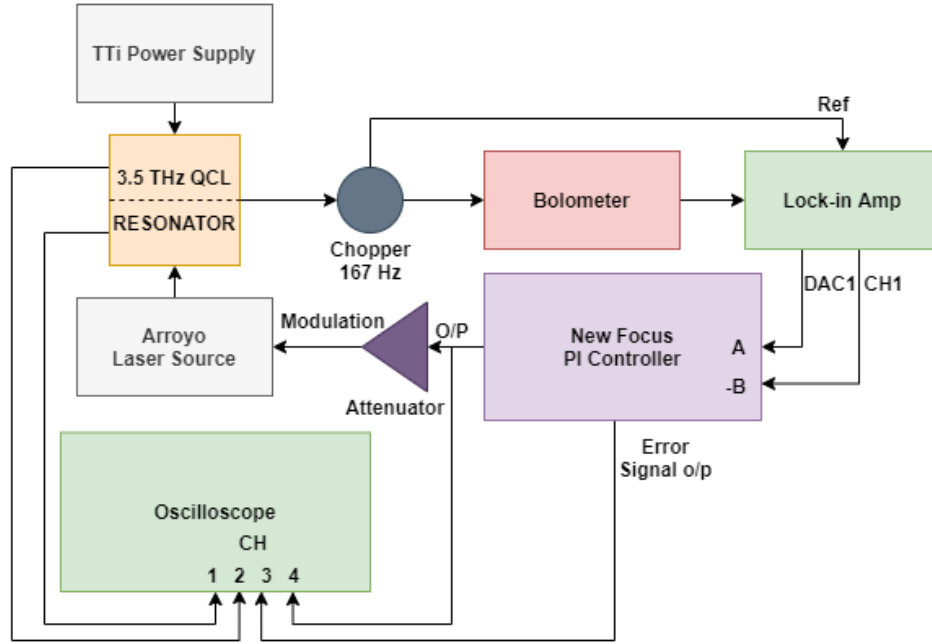 TTi Power Supply
Ref
3.5 THz QCL
RESONATOR
Bolometer
Lock-in Amp
Chopper
167 Hz
DAC1
CH1
Arroyo
Laser Source
Modulation
O/P
Attenuator
New Focus
PI Controller
A
-B
Error
Signal o/p
Oscilloscope
CH
1 2 3 4